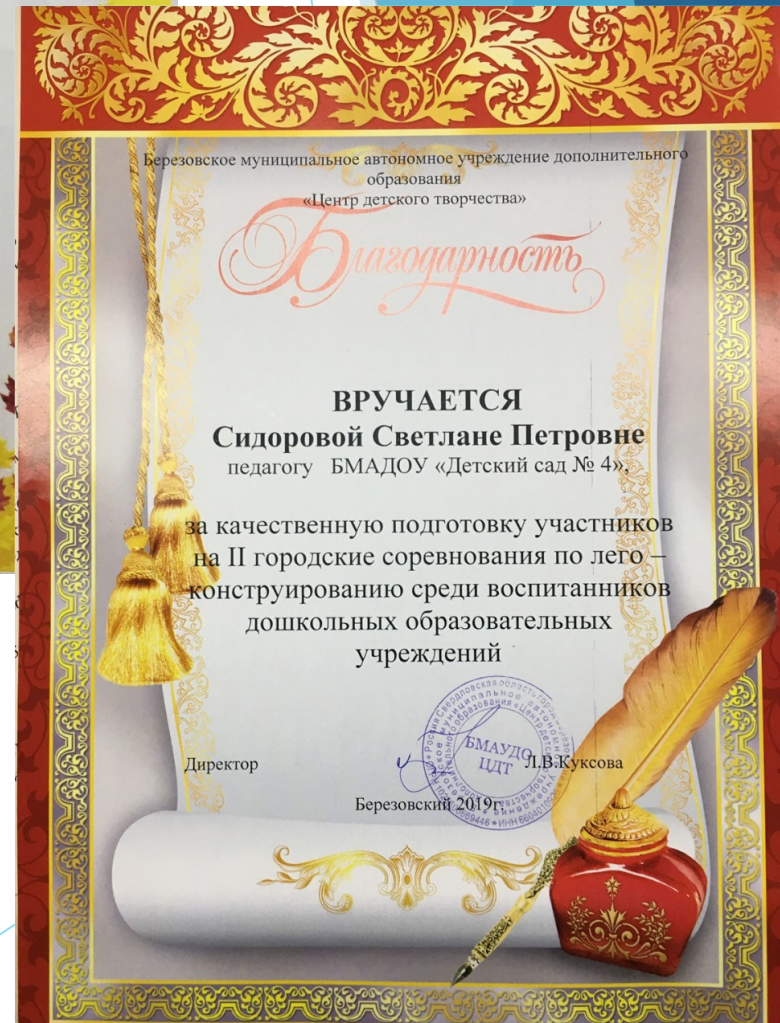 Березовское муниципальное автономное учреждение дополнительного
образования
«Центр детского творчества»
Благодарность
ВРУЧАЕТСЯ
Сидоровой Светлане Петровне
педагогу БМАДОУ «Детский сад № 4»,
за качественную подготовку участников
на II городские соревнования по лего –
конструированию среди воспитанников
дошкольных образовательных
учреждений
Директор
БМАУДО
ЦДТ
Л.В.Куксова
Березовский 2019г.